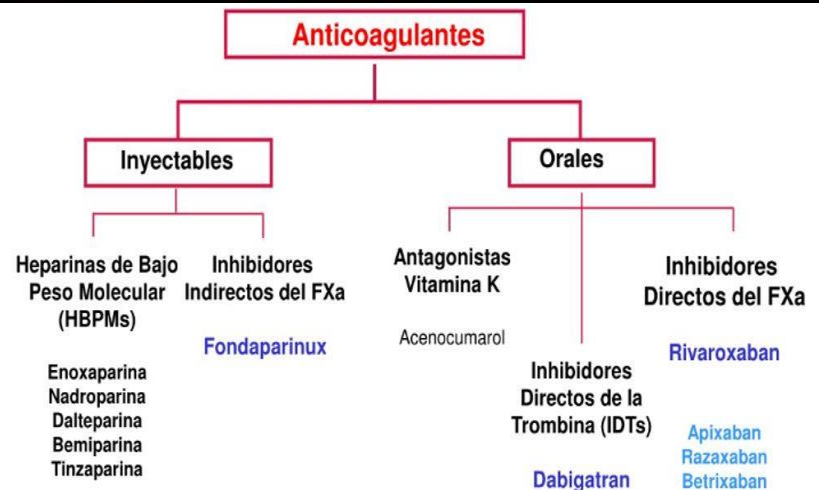 Anticoagulantes
Inyectables
Orales
Heparinas de Bajo
Peso Molecular
(HBPMs)
Enoxaparina
Nadroparina
Dalteparina
Bemiparina
Tinzaparina
Inhibidores
Indirectos del FXa
Fondaparinux
Antagonistas
Vitamina K
Acenocumarol
Inhibidores
Directos de la
Trombina (IDTs)
Dabigatran
Inhibidores
Directos del FXa
Rivaroxaban
Apixaban
Razaxaban
Betrixaban